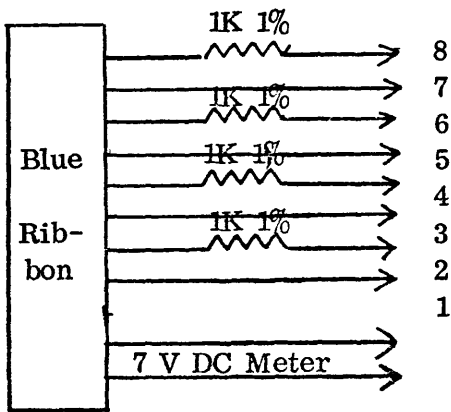 1K 1% 8
7
1K 1% 6
Blue 1K 1% 5
4
Rib- 1K 1% 3
bon 2
1
7 V DC Meter